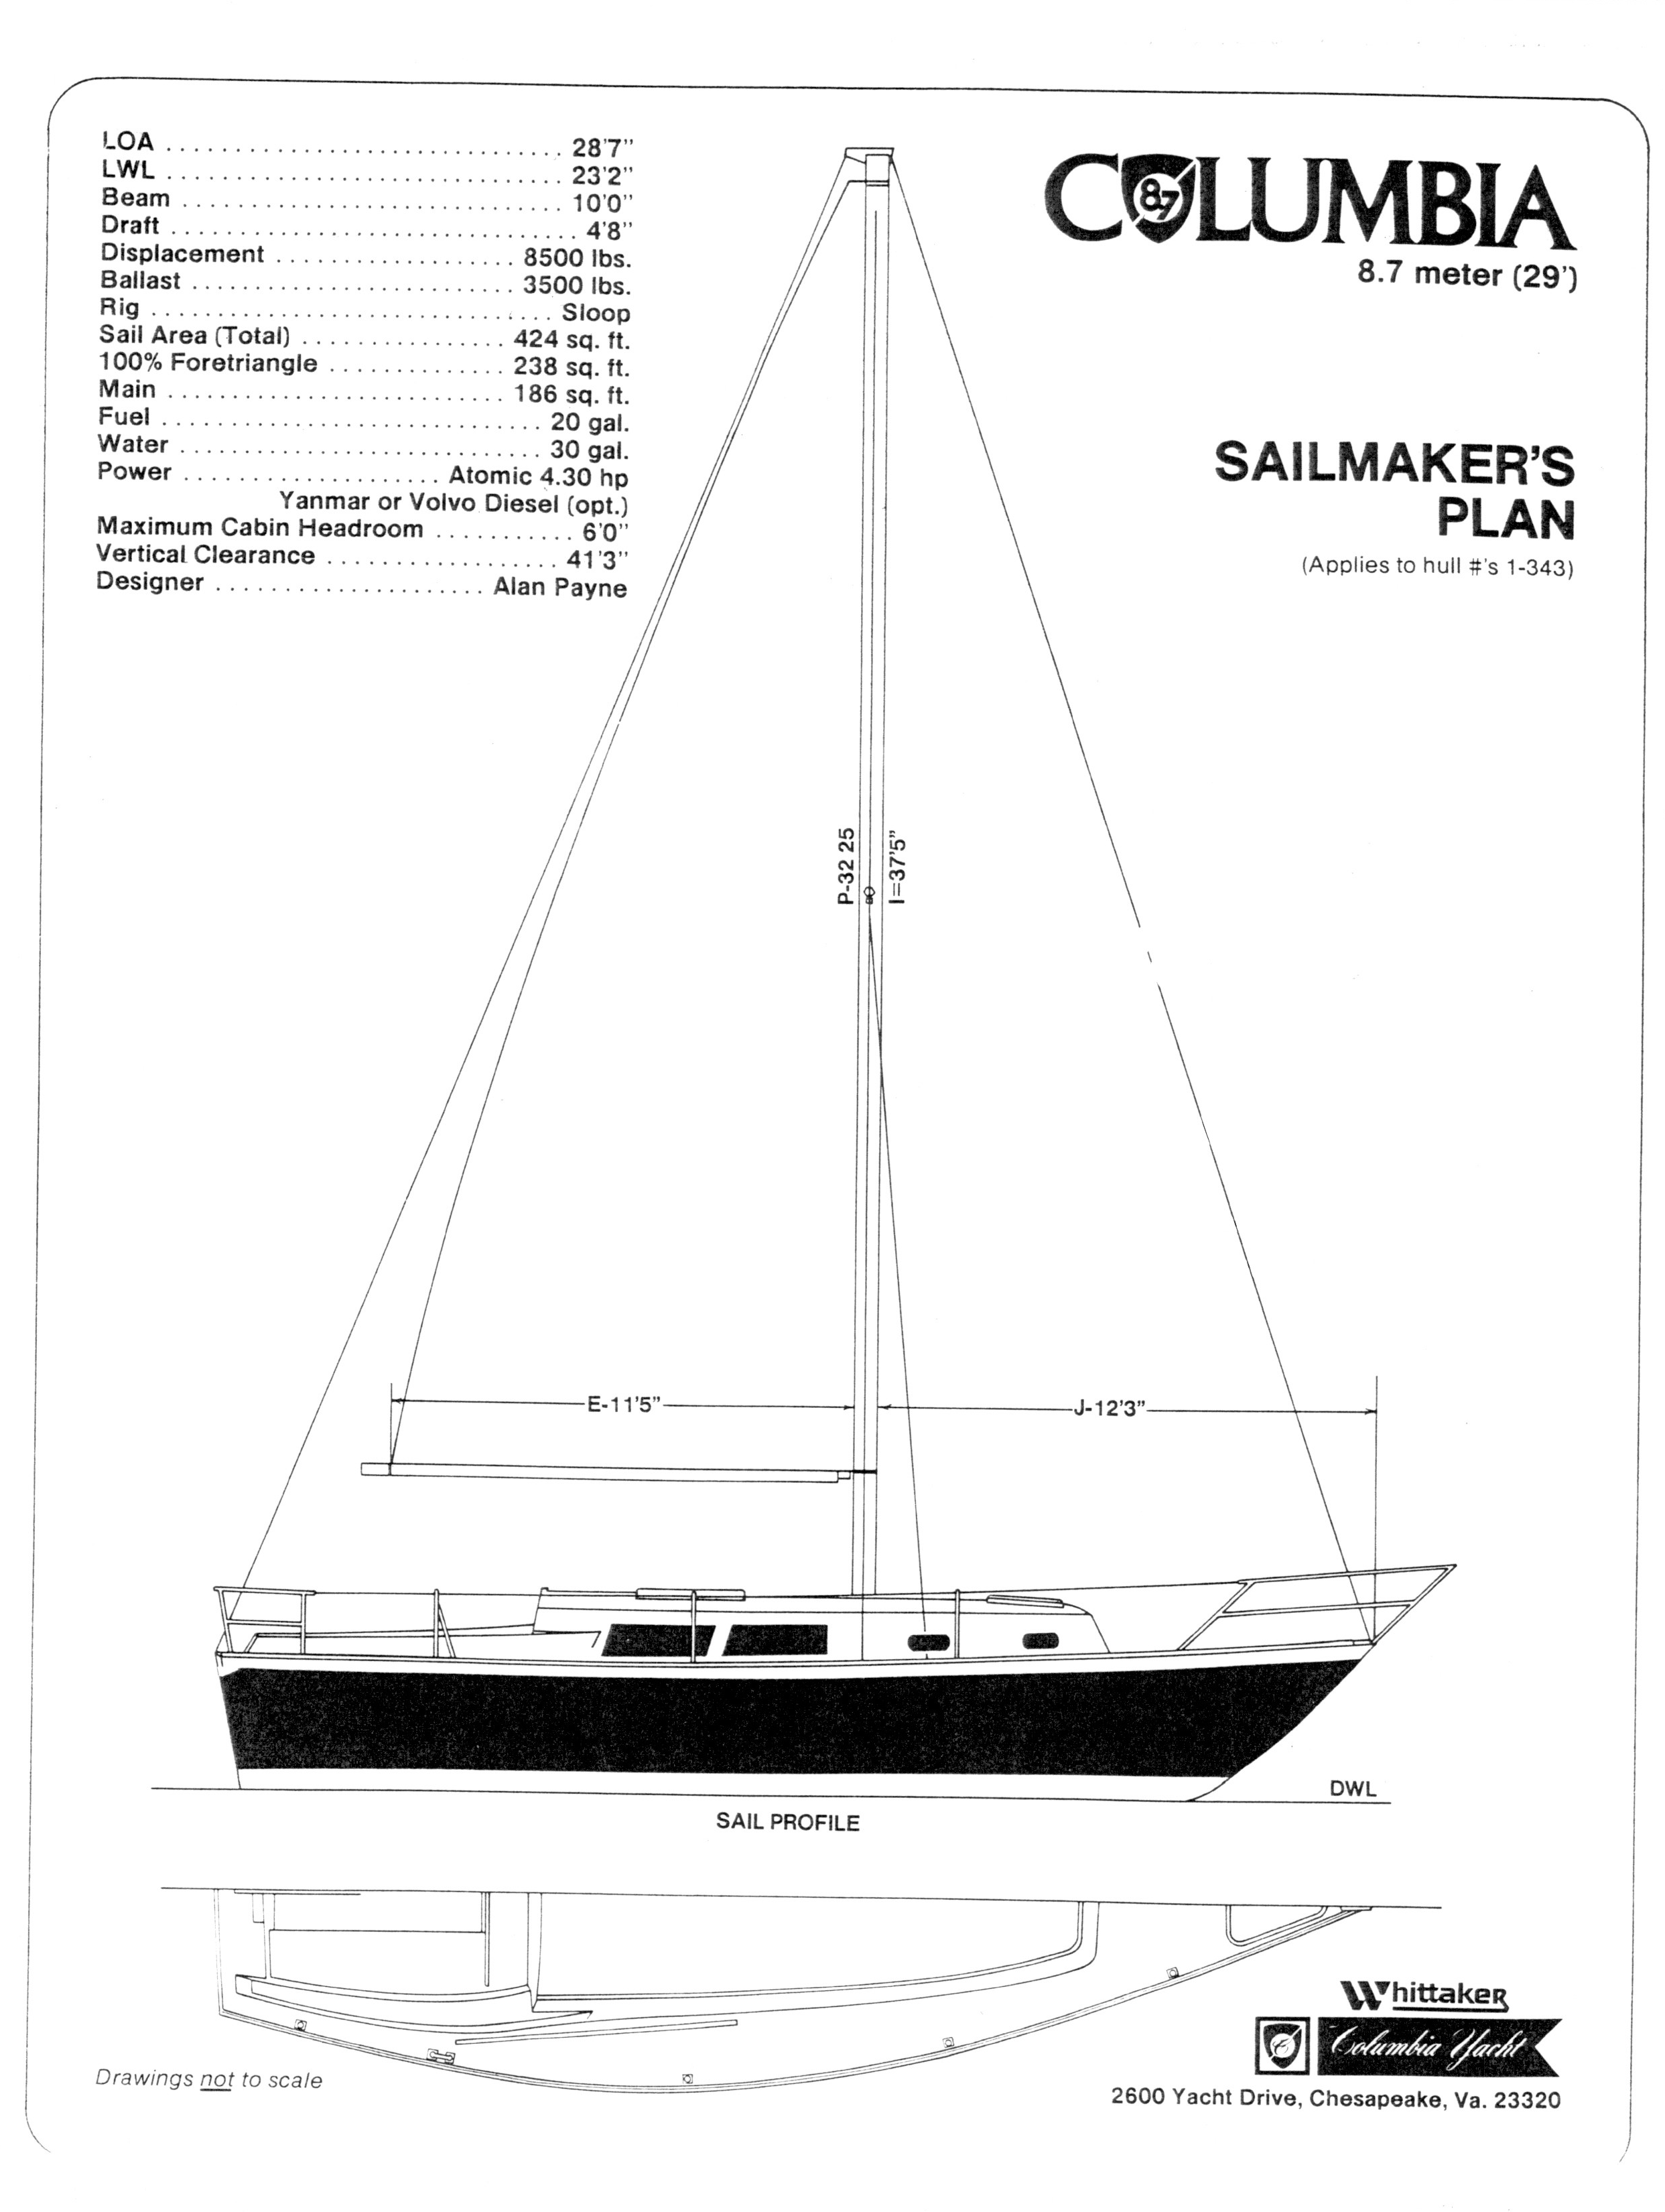 LOA .............................. 28'7"
LWL .............................. 23'2"
Beam ............................ 10'0"
Draft .............................. 4'8"
Displacement .................. 8500 lbs.
Ballast ........................ 3500 lbs.
Rig .............................. Sloop
Sail Area (Total) ............... 424 sq. ft.
100% Foretriangle ............. 238 sq. ft.
Main ......................... 186 sq. ft.
Fuel ............................ 20 gal.
Water ........................... 30 gal.
Power ................... Atomic 4.30 hp
Yanmar or Volvo Diesel (opt.)
Maximum Cabin Headroom ........... 6'0"
Vertical Clearance ................. 41'3"
Designer .................... Alan Payne
COLUMBIA
8.7
8.7 meter (29')
SAILMAKER'S
PLAN
(Applies to hull #'s 1-343)
P-32 25
I=37'5"
E-11'5"
J-12'3"
DWL
SAIL PROFILE
Drawings not to scale
Whittaker
Columbia Yacht
2600 Yacht Drive, Chesapeake, Va. 23320